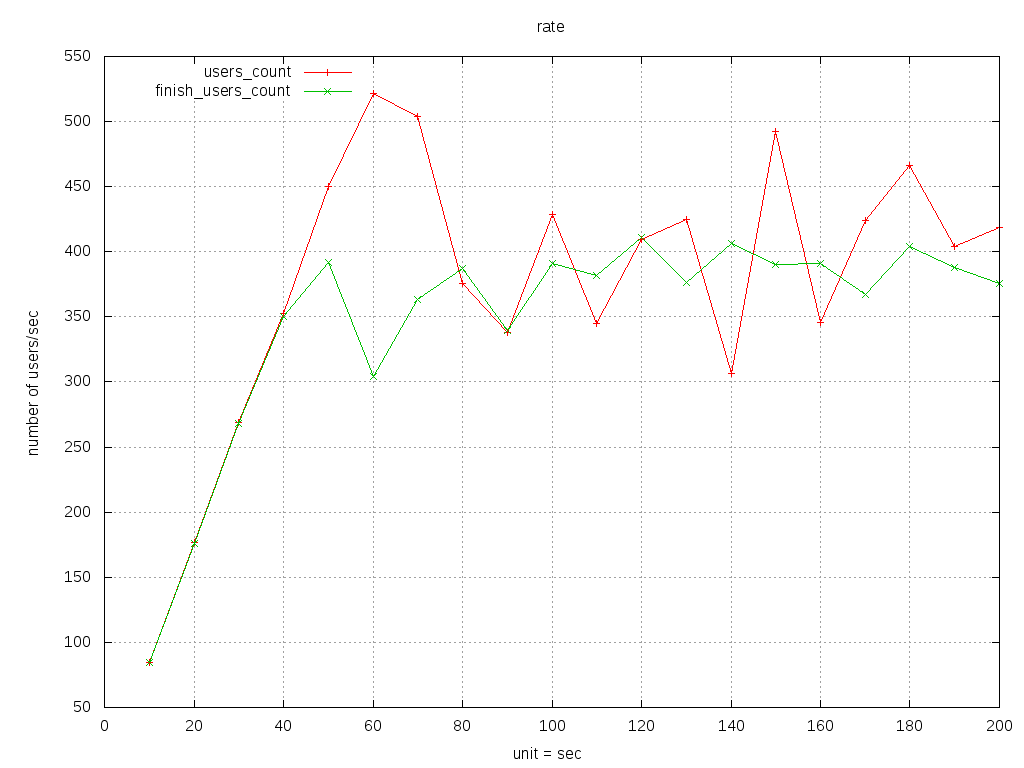 rate
users_count
finish_users_count
550
500
450
400
350
300
250
200
150
100
50
number of users/sec
0 20 40 60 80 100 120 140 160 180 200
unit = sec